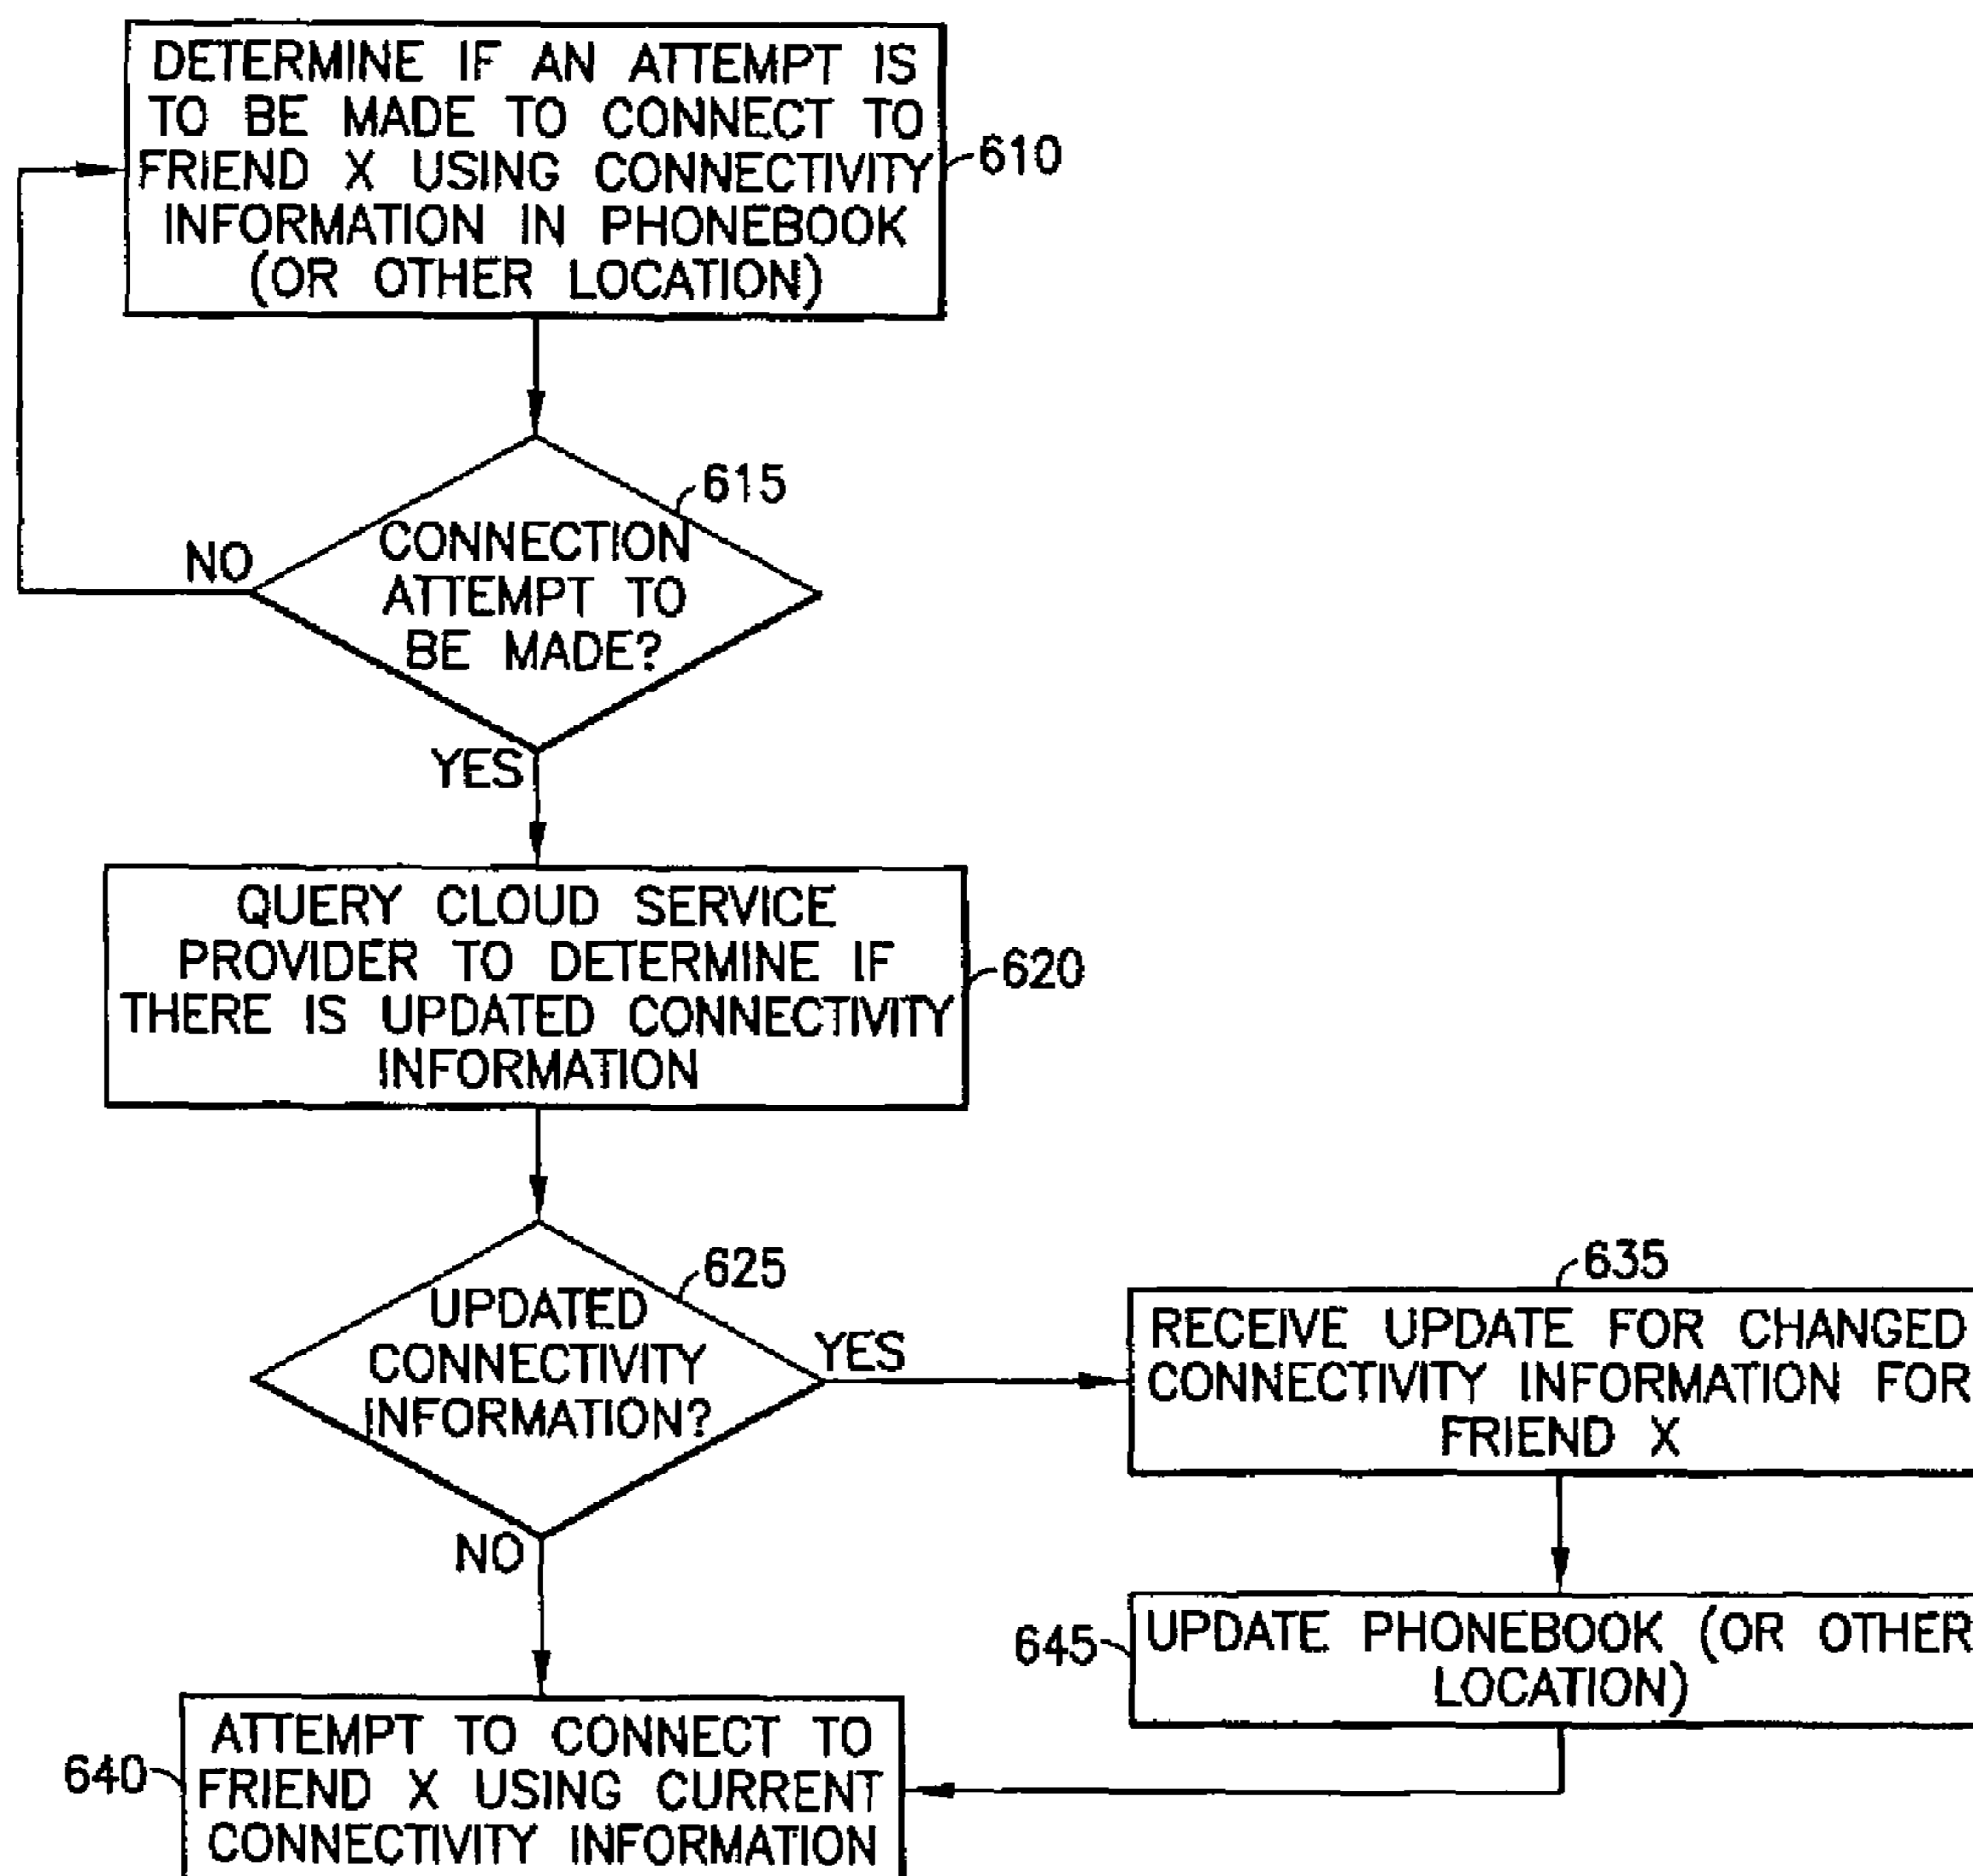 DETERMINE IF AN ATTEMPT IS
TO BE MADE TO CONNECT TO
FRIEND X USING CONNECTIVITY
INFORMATION IN PHONEBOOK
(OR OTHER LOCATION)
610
615
CONNECTION
ATTEMPT TO
BE MADE?
NO
YES
QUERY CLOUD SERVICE
PROVIDER TO DETERMINE IF
THERE IS UPDATED CONNECTIVITY
INFORMATION
620
625
UPDATED
CONNECTIVITY
INFORMATION?
YES
NO
635
RECEIVE UPDATE FOR CHANGED
CONNECTIVITY INFORMATION FOR
FRIEND X
645
UPDATE PHONEBOOK (OR OTHER
LOCATION)
640
ATTEMPT TO CONNECT TO
FRIEND X USING CURRENT
CONNECTIVITY INFORMATION